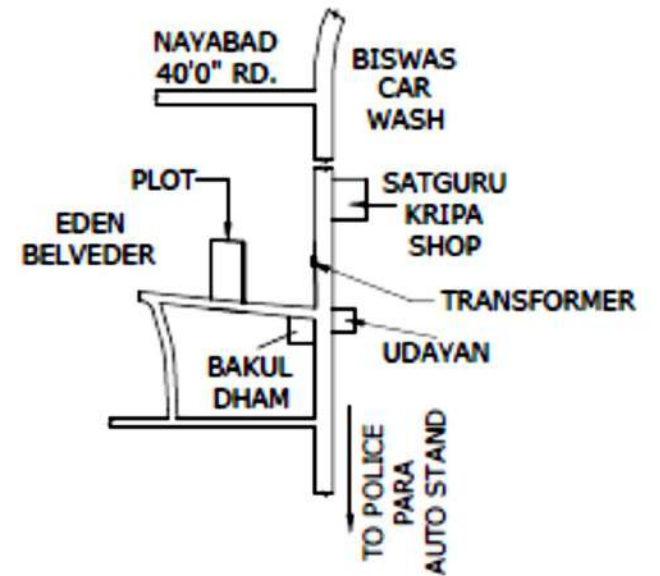 NAYABAD
40'0" RD.
BISWAS
CAR
WASH
PLOT
SATGURU
KRIPA
SHOP
EDEN
BELVEDER
TRANSFORMER
UDAYAN
BAKUL
DHAM
TO POLICE
PARA
AUTO STAND